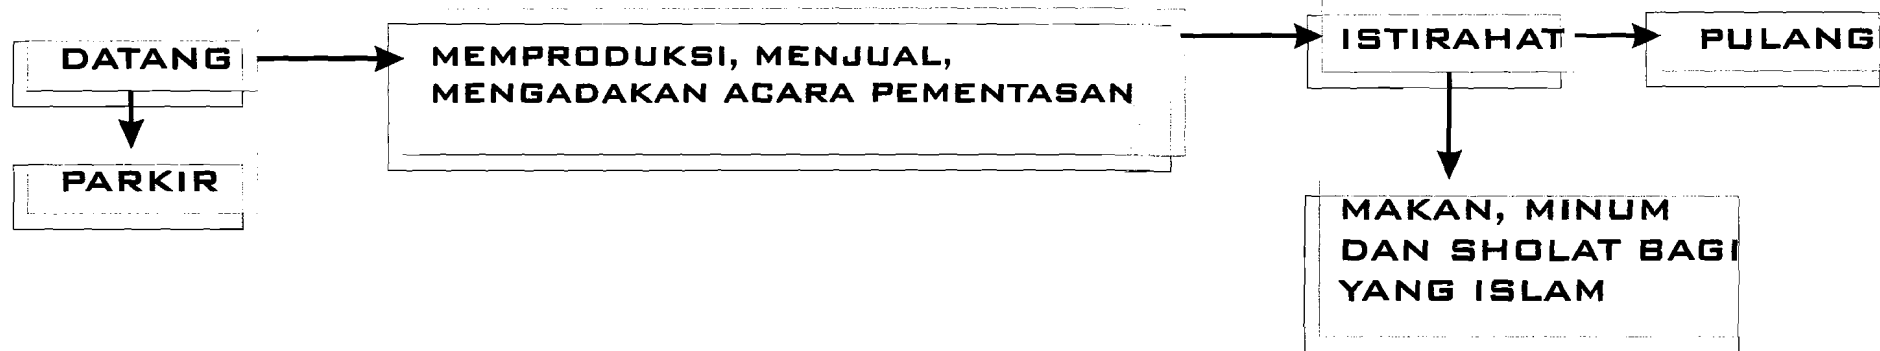 DATANG
MEMPRODUKSI, MENJUAL,
MENGADAKAN ACARA PEMENTASAN
ISTIRAHAT
PULANG
PARKIR
MAKAN, MINUM
DAN SHOLAT BAGI
YANG ISLAM